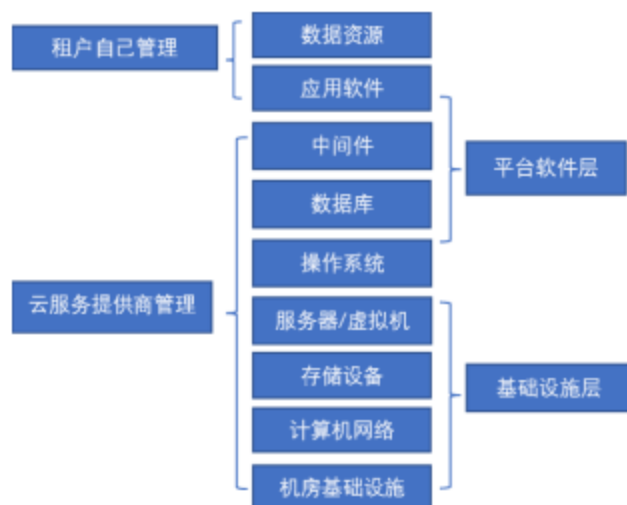 租户自己管理
云服务提供商管理
数据资源
应用软件
中间件
数据库
操作系统
服务器/虚拟机
存储设备
计算机网络
机房基础设施
平台软件层
基础设施层